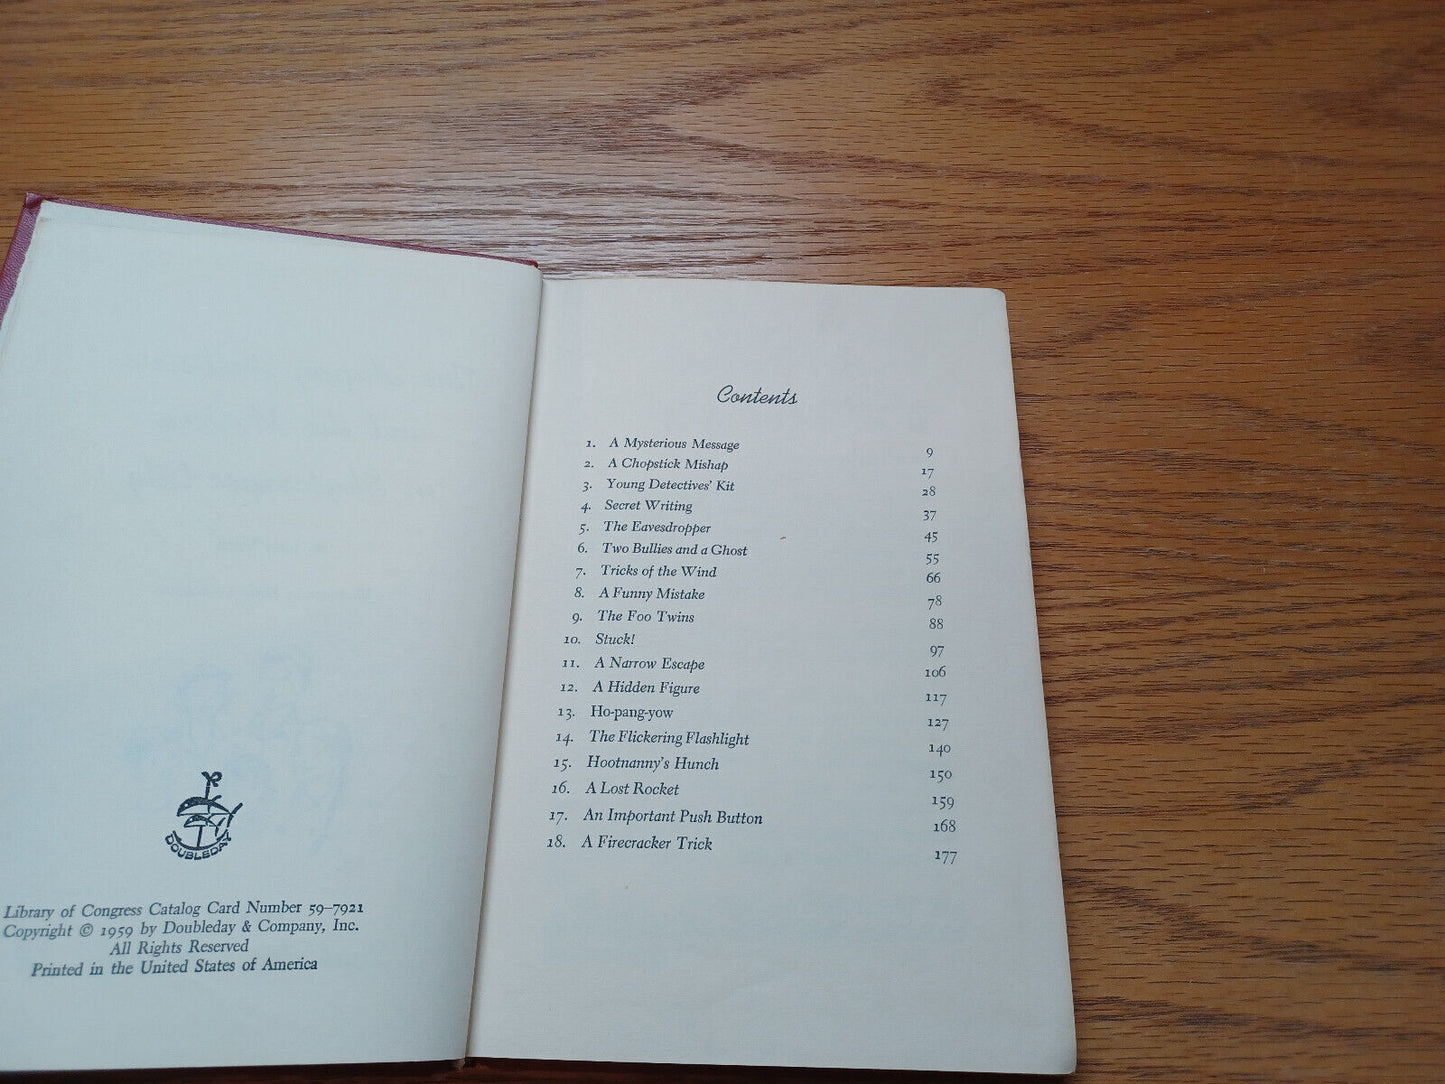 DOUBLEDAY
Library of Congress Catalog Card Number 59–7921
Copyright © 1959 by Doubleday & Company, Inc.
All Rights Reserved
Printed in the United States of America
Contents
1. A Mysterious Message 9
2. A Chopstick Mishap 17
3. Young Detectives' Kit 28
4. Secret Writing 37
5. The Eavesdropper 45
6. Two Bullies and a Ghost 55
7. Tricks of the Wind 66
8. A Funny Mistake 78
9. The Foo Twins 88
10. Stuck! 97
11. A Narrow Escape 106
12. A Hidden Figure 117
13. Ho-pang-yow 127
14. The Flickering Flashlight 140
15. Hootnanny's Hunch 150
16. A Lost Rocket 159
17. An Important Push Button 168
18. A Firecracker Trick 177